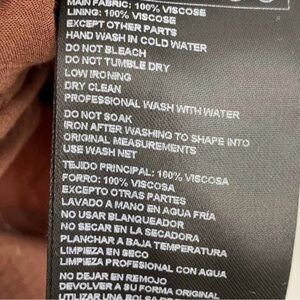 MAIN FABRIC: 100% VISCOSE
LINING: 100% VISCOSE
EXCEPT OTHER PARTS
HAND WASH IN COLD WATER
DO NOT BLEACH
DO NOT TUMBLE DRY
LOW IRONING
DRY CLEAN
PROFESSIONAL WASH WITH WATER
DO NOT SOAK
IRON AFTER WASHING TO SHAPE INTO
ORIGINAL MEASUREMENTS
USE WASH NET
TEJIDO PRINCIPAL: 100% VISCOSA
FORRO: 100% VISCOSA
EXCEPTO OTRAS PARTES
LAVADO A MANO EN AGUA FRÍA
NO USAR BLANQUEADOR
NO SECAR EN LA SECADORA
PLANCHAR A BAJA TEMPERATURA
LIMPIEZA EN SECO
LIMPIEZA PROFESIONAL CON AGUA
NO DEJAR EN REMOJO
DEVOLVER A SU FORMA ORIGINAL
UTILIZAR UNA BOLSA DE